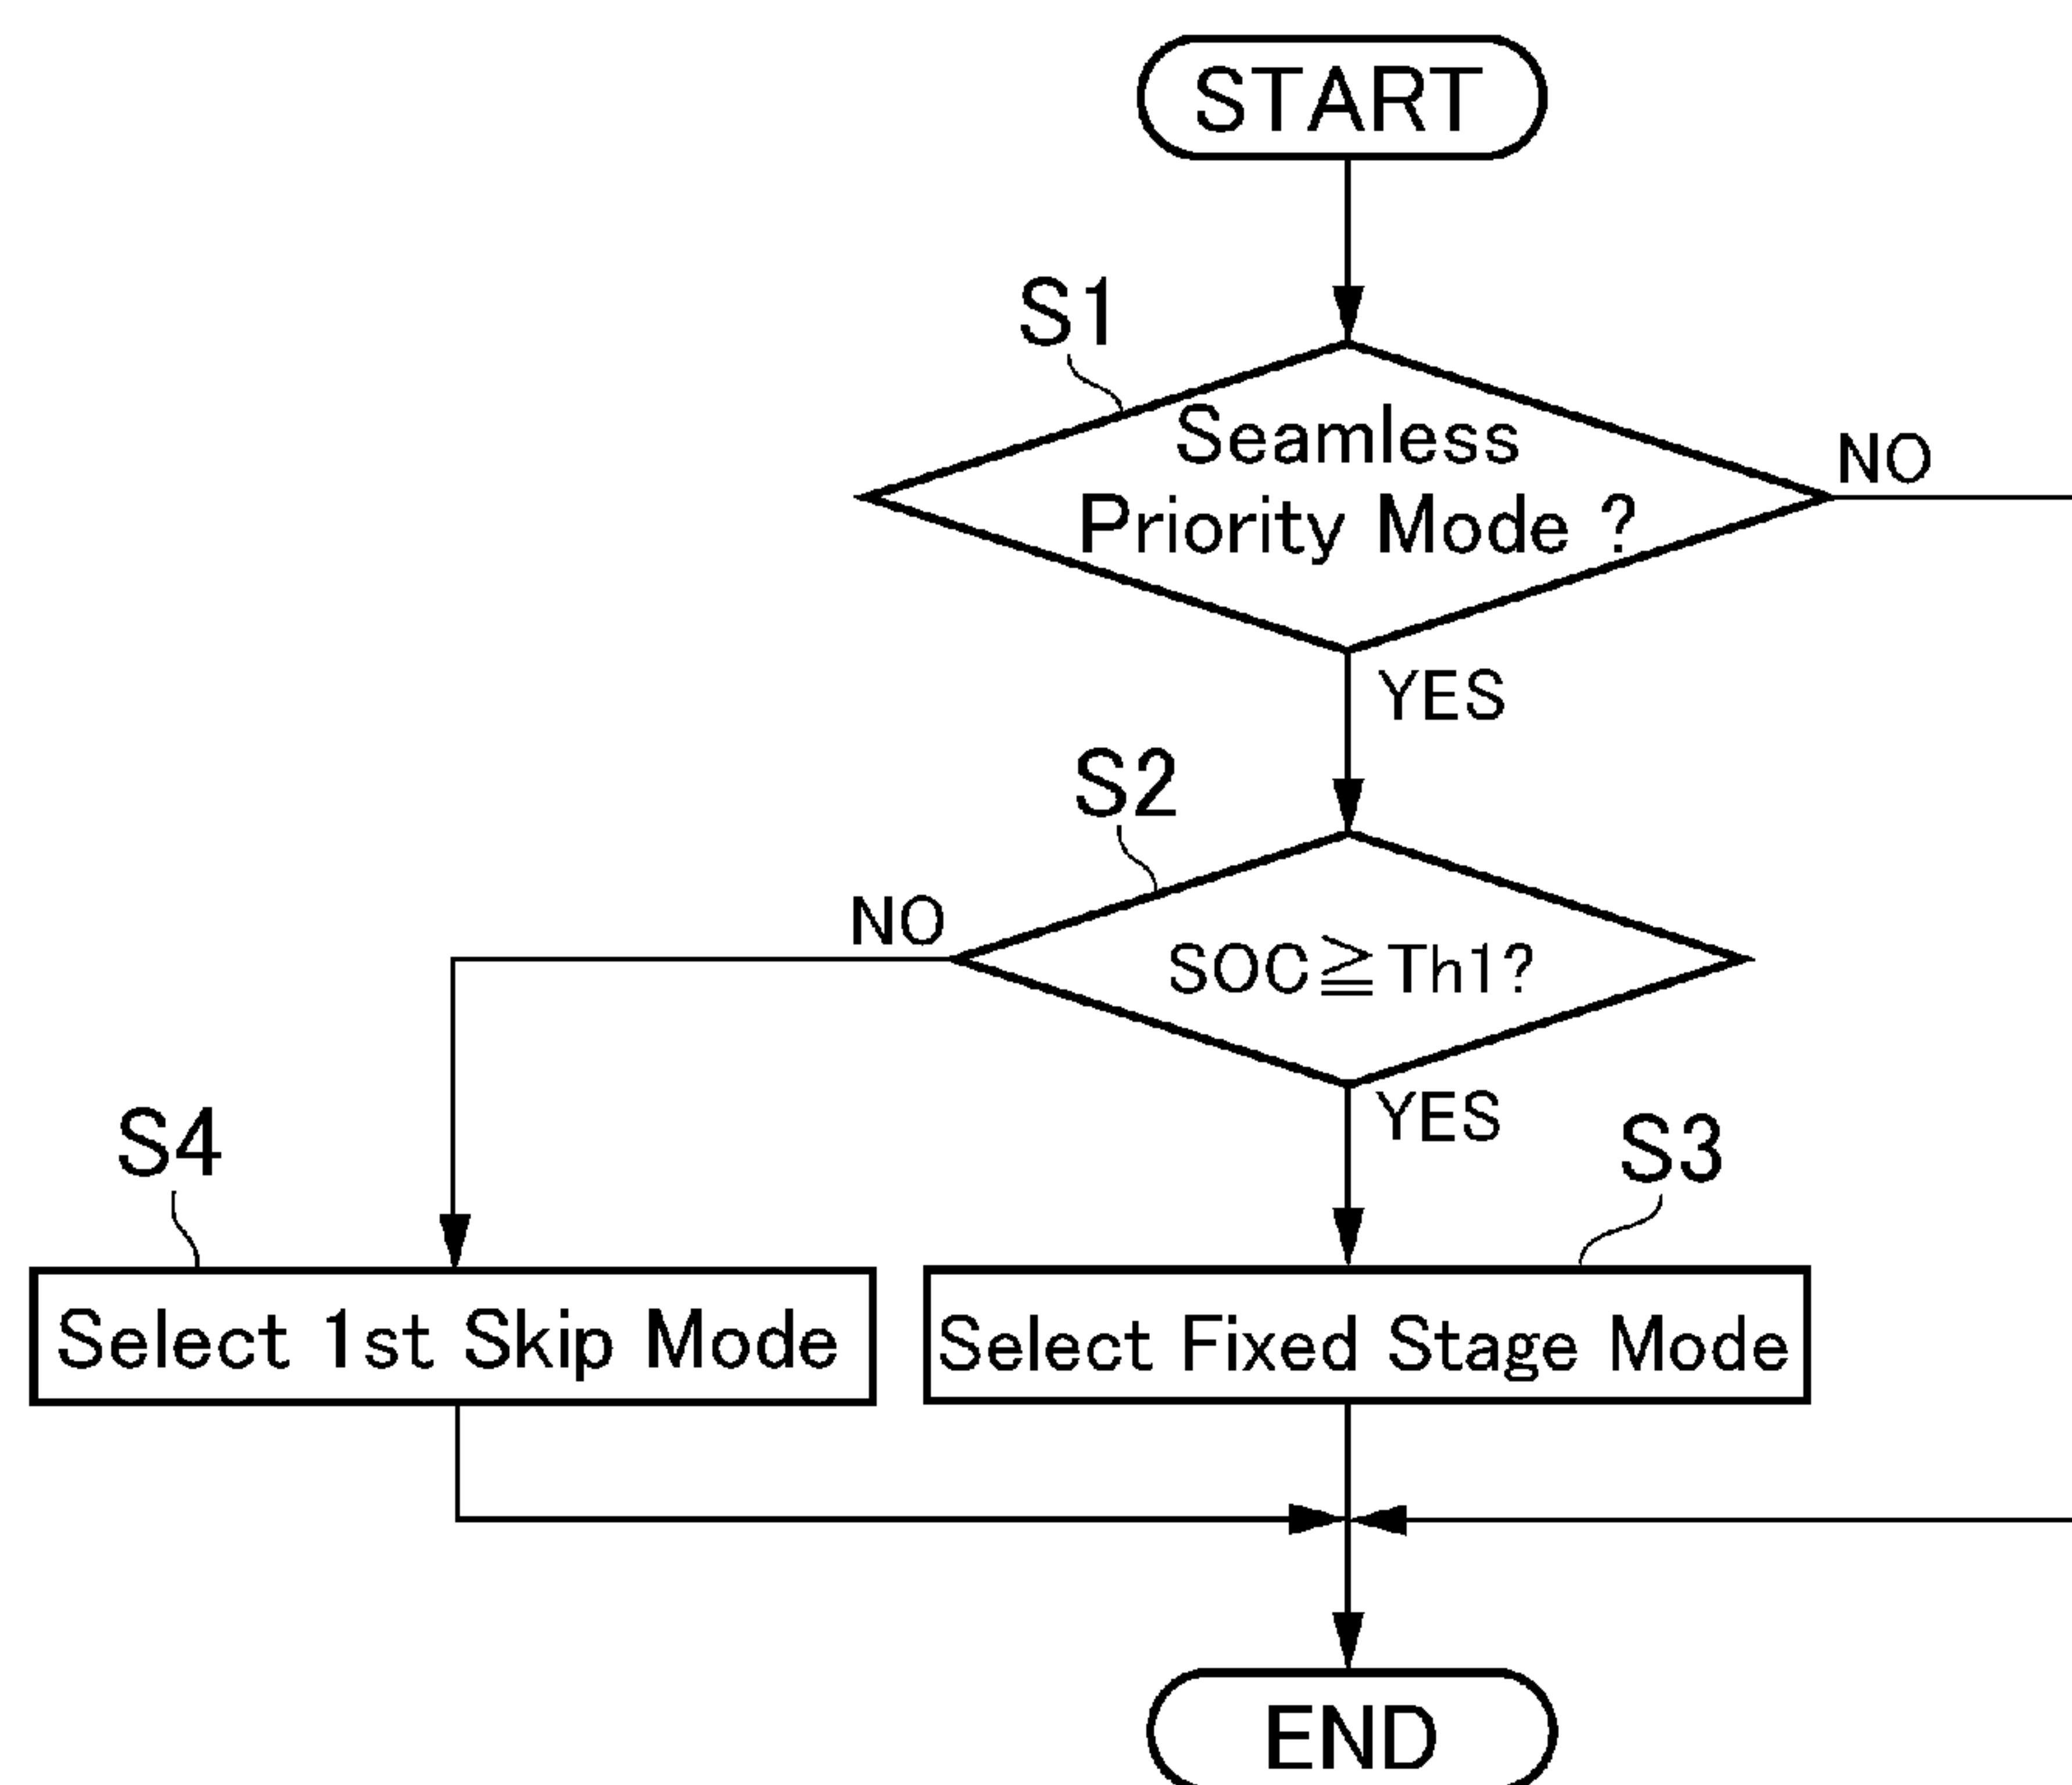 START
S1
Seamless
Priority Mode ?
NO
YES
S2
NO
SOC≧Th1?
YES
S4
S3
Select 1st Skip Mode
Select Fixed Stage Mode
END